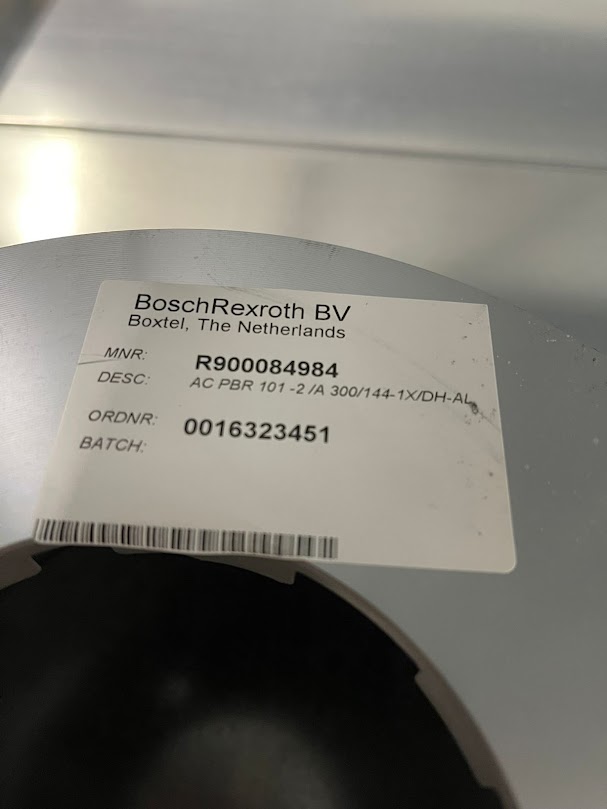 BoschRexroth BV
Boxtel, The Netherlands
MNR: R900084984
DESC: AC PBR 101 -2 /A 300/144-1X/DH-AL
ORDNR: 0016323451
BATCH: